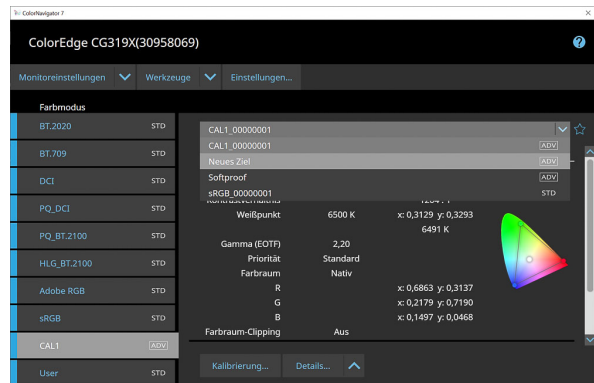 ColorNavigator 7
ColorEdge CG319X(30958069)
Monitoreinstellungen Werkzeuge Einstellungen...
Farbmodus
BT.2020 STD
BT.709 STD
DCI STD
PQ_DCI STD
PQ_BT.2100 STD
HLG_BT.2100 STD
Adobe RGB STD
sRGB STD
CAL1 ADV
User STD
CAL1_00000001
CAL1_00000001 ADV
Neues Ziel ADV
Softproof ADV
sRGB_00000001 STD
Weißpunkt 6500 K x: 0,3129 y: 0,3293
6491 K
Gamma (EOTF) 2,20
Priorität Standard
Farbraum Nativ
R x: 0,6863 y: 0,3137
G x: 0,2179 y: 0,7190
B x: 0,1497 y: 0,0468
Farbraum-Clipping Aus
Kalibrierung... Details...